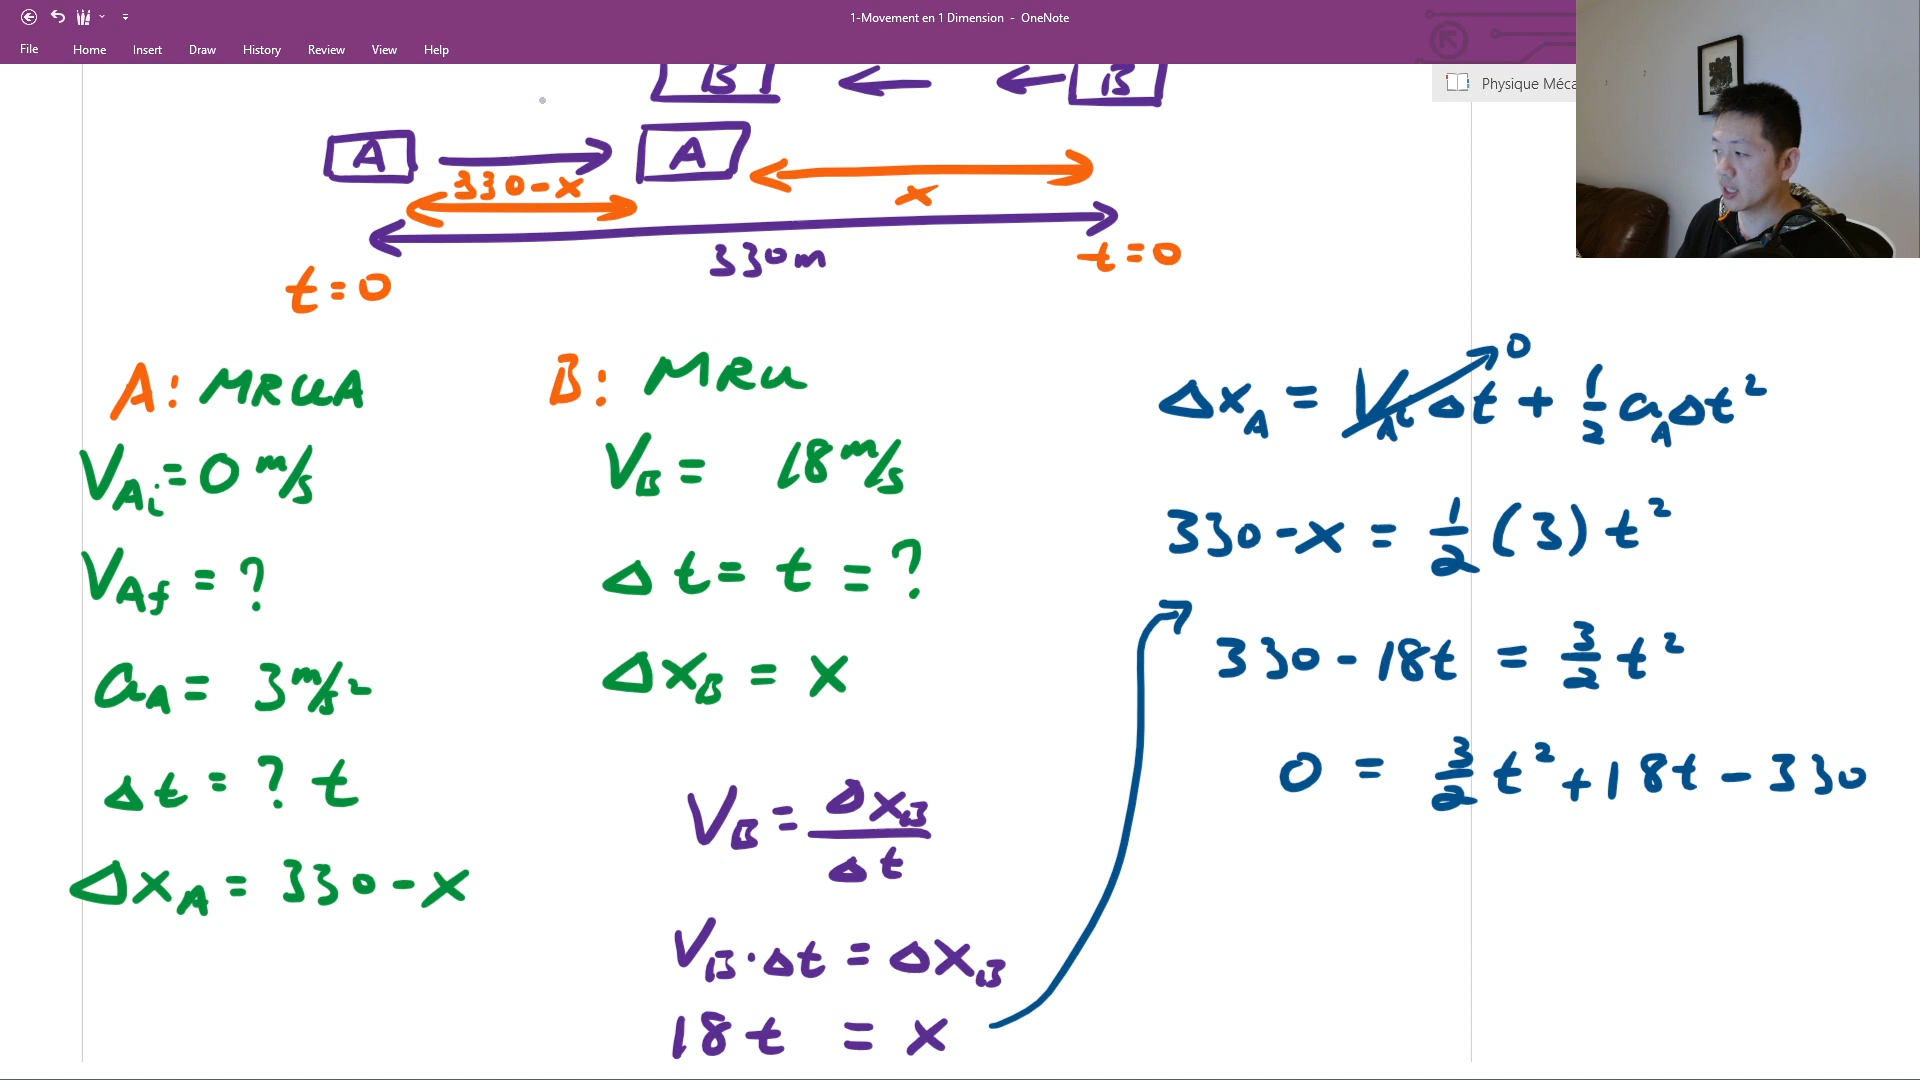 1-Movement en 1 Dimension - OneNote
File Home Insert Draw History Review View Help
Physique Méca
B ← ← B
A → A
330-x
x
330m
t=0
t=0
A: MRUA
V_Ai = 0 m/s
V_Af = ?
a_A = 3 m/s²
Δt = ? t
Δx_A = 330-x
B: MRU
V_B = 18 m/s
Δt = t = ?
Δx_B = x
V_B = Δx_B / Δt
V_B · Δt = Δx_B
18t = x
Δx_A = V_Ai Δt + 1/2 a_A Δt²
0
330-x = 1/2 (3) t²
330-18t = 3/2 t²
0 = 3/2 t² + 18t - 330